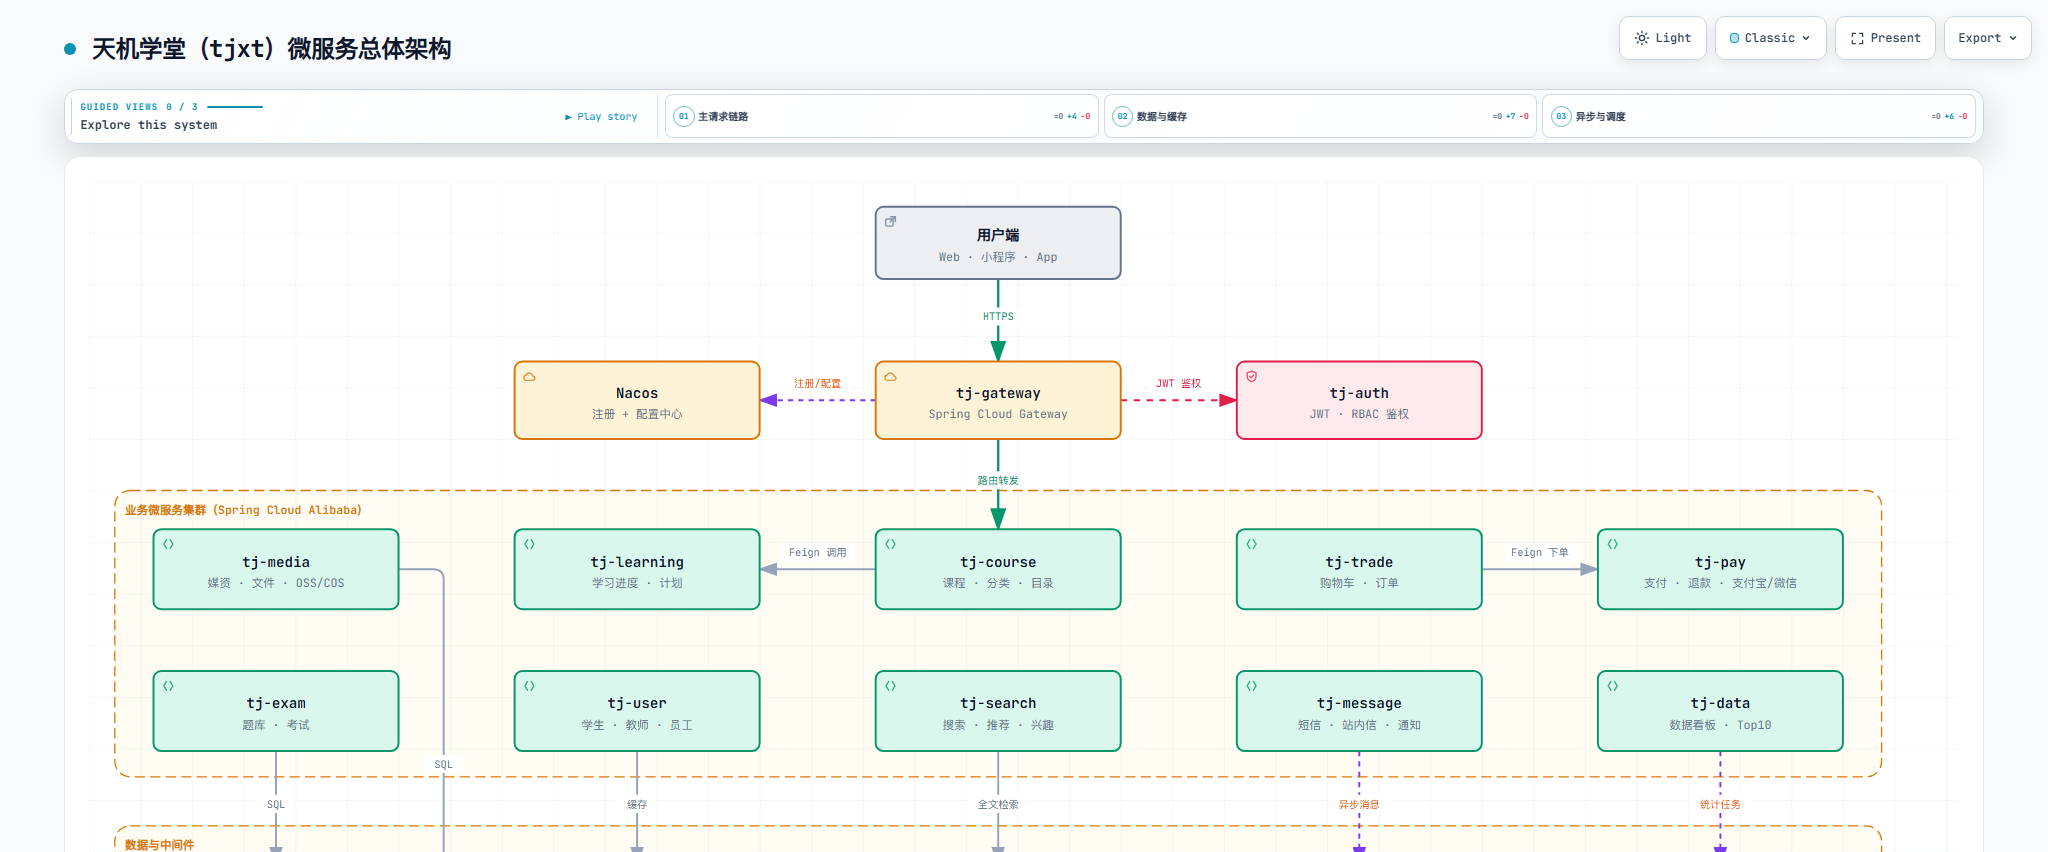 天机学堂（tjxt）微服务总体架构
Light
Classic
Present
Export
GUIDED VIEWS 0 / 3
Explore this system
▶ Play story
01 主请求链路 =0 +4 -0
02 数据与缓存 =0 +7 -0
03 异步与调度 =0 +6 -0
用户端
Web · 小程序 · App
HTTPS
Nacos
注册 + 配置中心
注册/配置
tj-gateway
Spring Cloud Gateway
JWT 鉴权
tj-auth
JWT · RBAC 鉴权
路由转发
业务微服务集群（Spring Cloud Alibaba）
tj-media
媒资 · 文件 · OSS/COS
tj-learning
学习进度 · 计划
Feign 调用
tj-course
课程 · 分类 · 目录
tj-trade
购物车 · 订单
Feign 下单
tj-pay
支付 · 退款 · 支付宝/微信
tj-exam
题库 · 考试
tj-user
学生 · 教师 · 员工
tj-search
搜索 · 推荐 · 兴趣
tj-message
短信 · 站内信 · 通知
tj-data
数据看板 · Top10
SQL
SQL
缓存
全文检索
异步消息
统计任务
数据与中间件